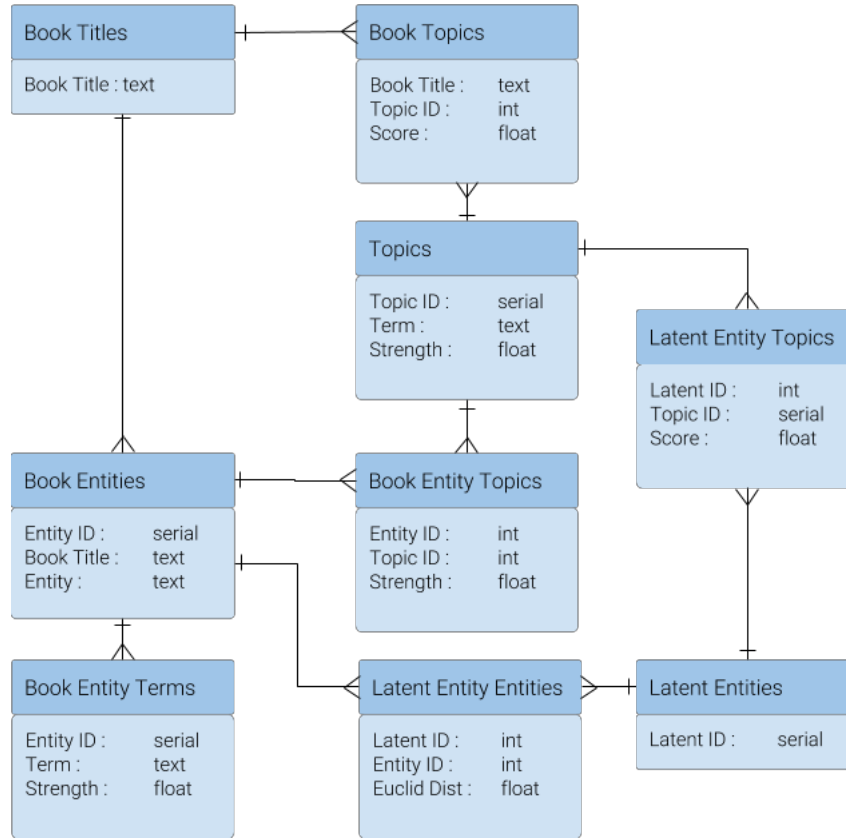 Book Titles
Book Title : text
Book Topics
Book Title : text
Topic ID : int
Score : float
Topics
Topic ID : serial
Term : text
Strength : float
Latent Entity Topics
Latent ID : int
Topic ID : serial
Score : float
Book Entities
Entity ID : serial
Book Title : text
Entity : text
Book Entity Topics
Entity ID : int
Topic ID : int
Strength : float
Book Entity Terms
Entity ID : serial
Term : text
Strength : float
Latent Entity Entities
Latent ID : int
Entity ID : int
Euclid Dist : float
Latent Entities
Latent ID : serial